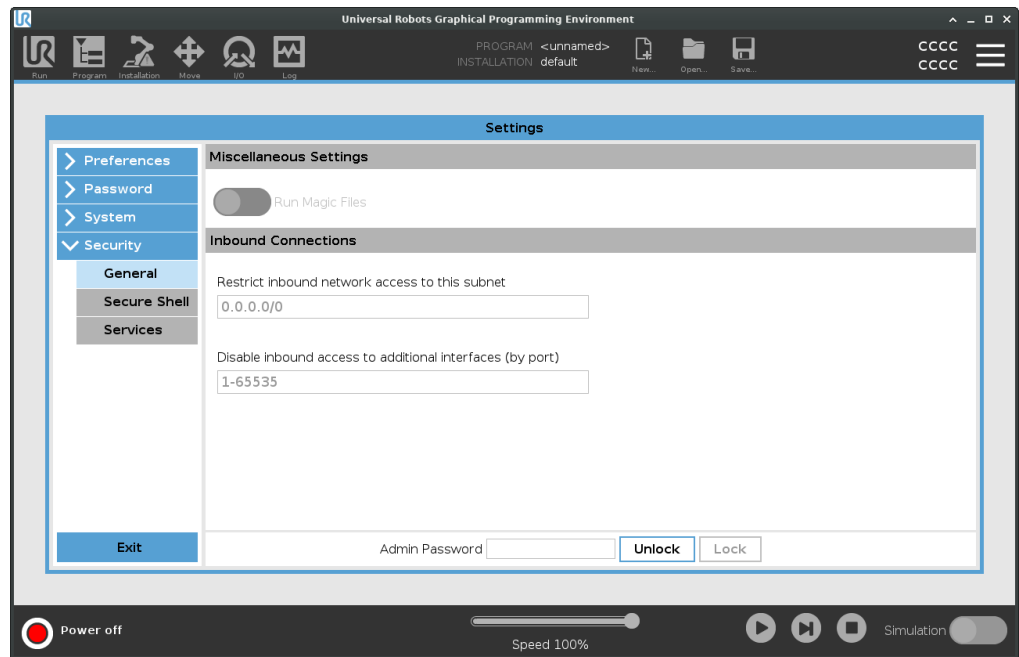 UR
Universal Robots Graphical Programming Environment
UR
Run
Program
Installation
Move
I/O
Log
PROGRAM <unnamed>
INSTALLATION default
New...
Open...
Save...
CCCC
CCCC
Settings
Preferences
Password
System
Security
General
Secure Shell
Services
Exit
Miscellaneous Settings
Run Magic Files
Inbound Connections
Restrict inbound network access to this subnet
0.0.0.0/0
Disable inbound access to additional interfaces (by port)
1-65535
Admin Password
Unlock
Lock
Power off
Speed 100%
Simulation